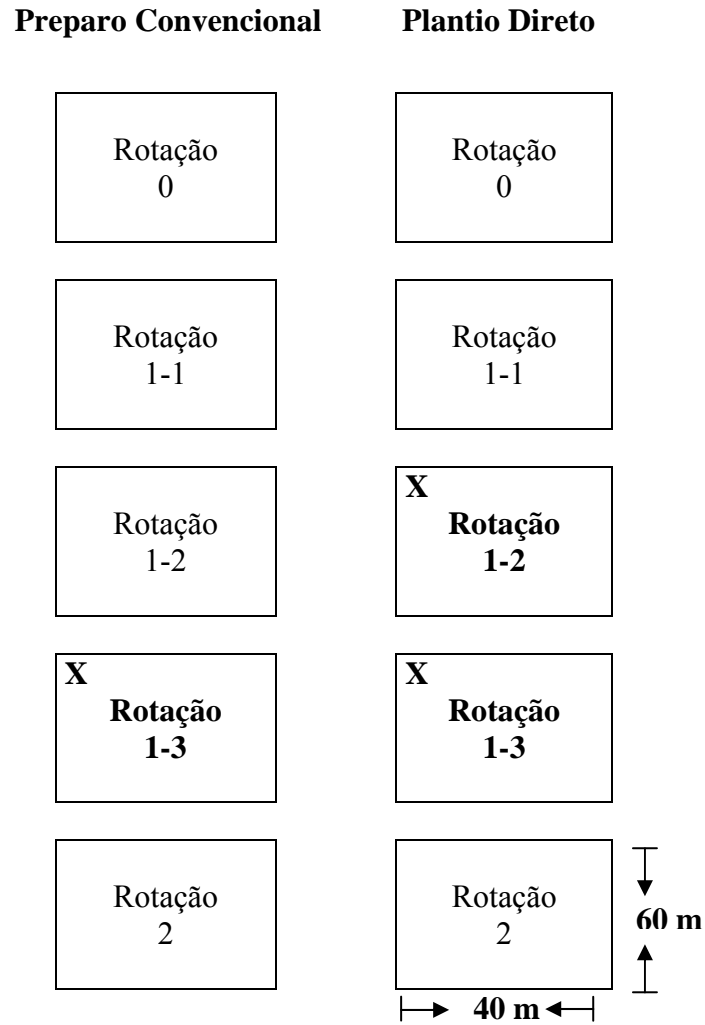 Preparo Convencional Plantio Direto
Rotação Rotação
0 0
Rotação Rotação
1-1 1-1
X
Rotação Rotação
1-2 1-2
X X
Rotação Rotação
1-3 1-3
Rotação Rotação
2 2
60 m
40 m